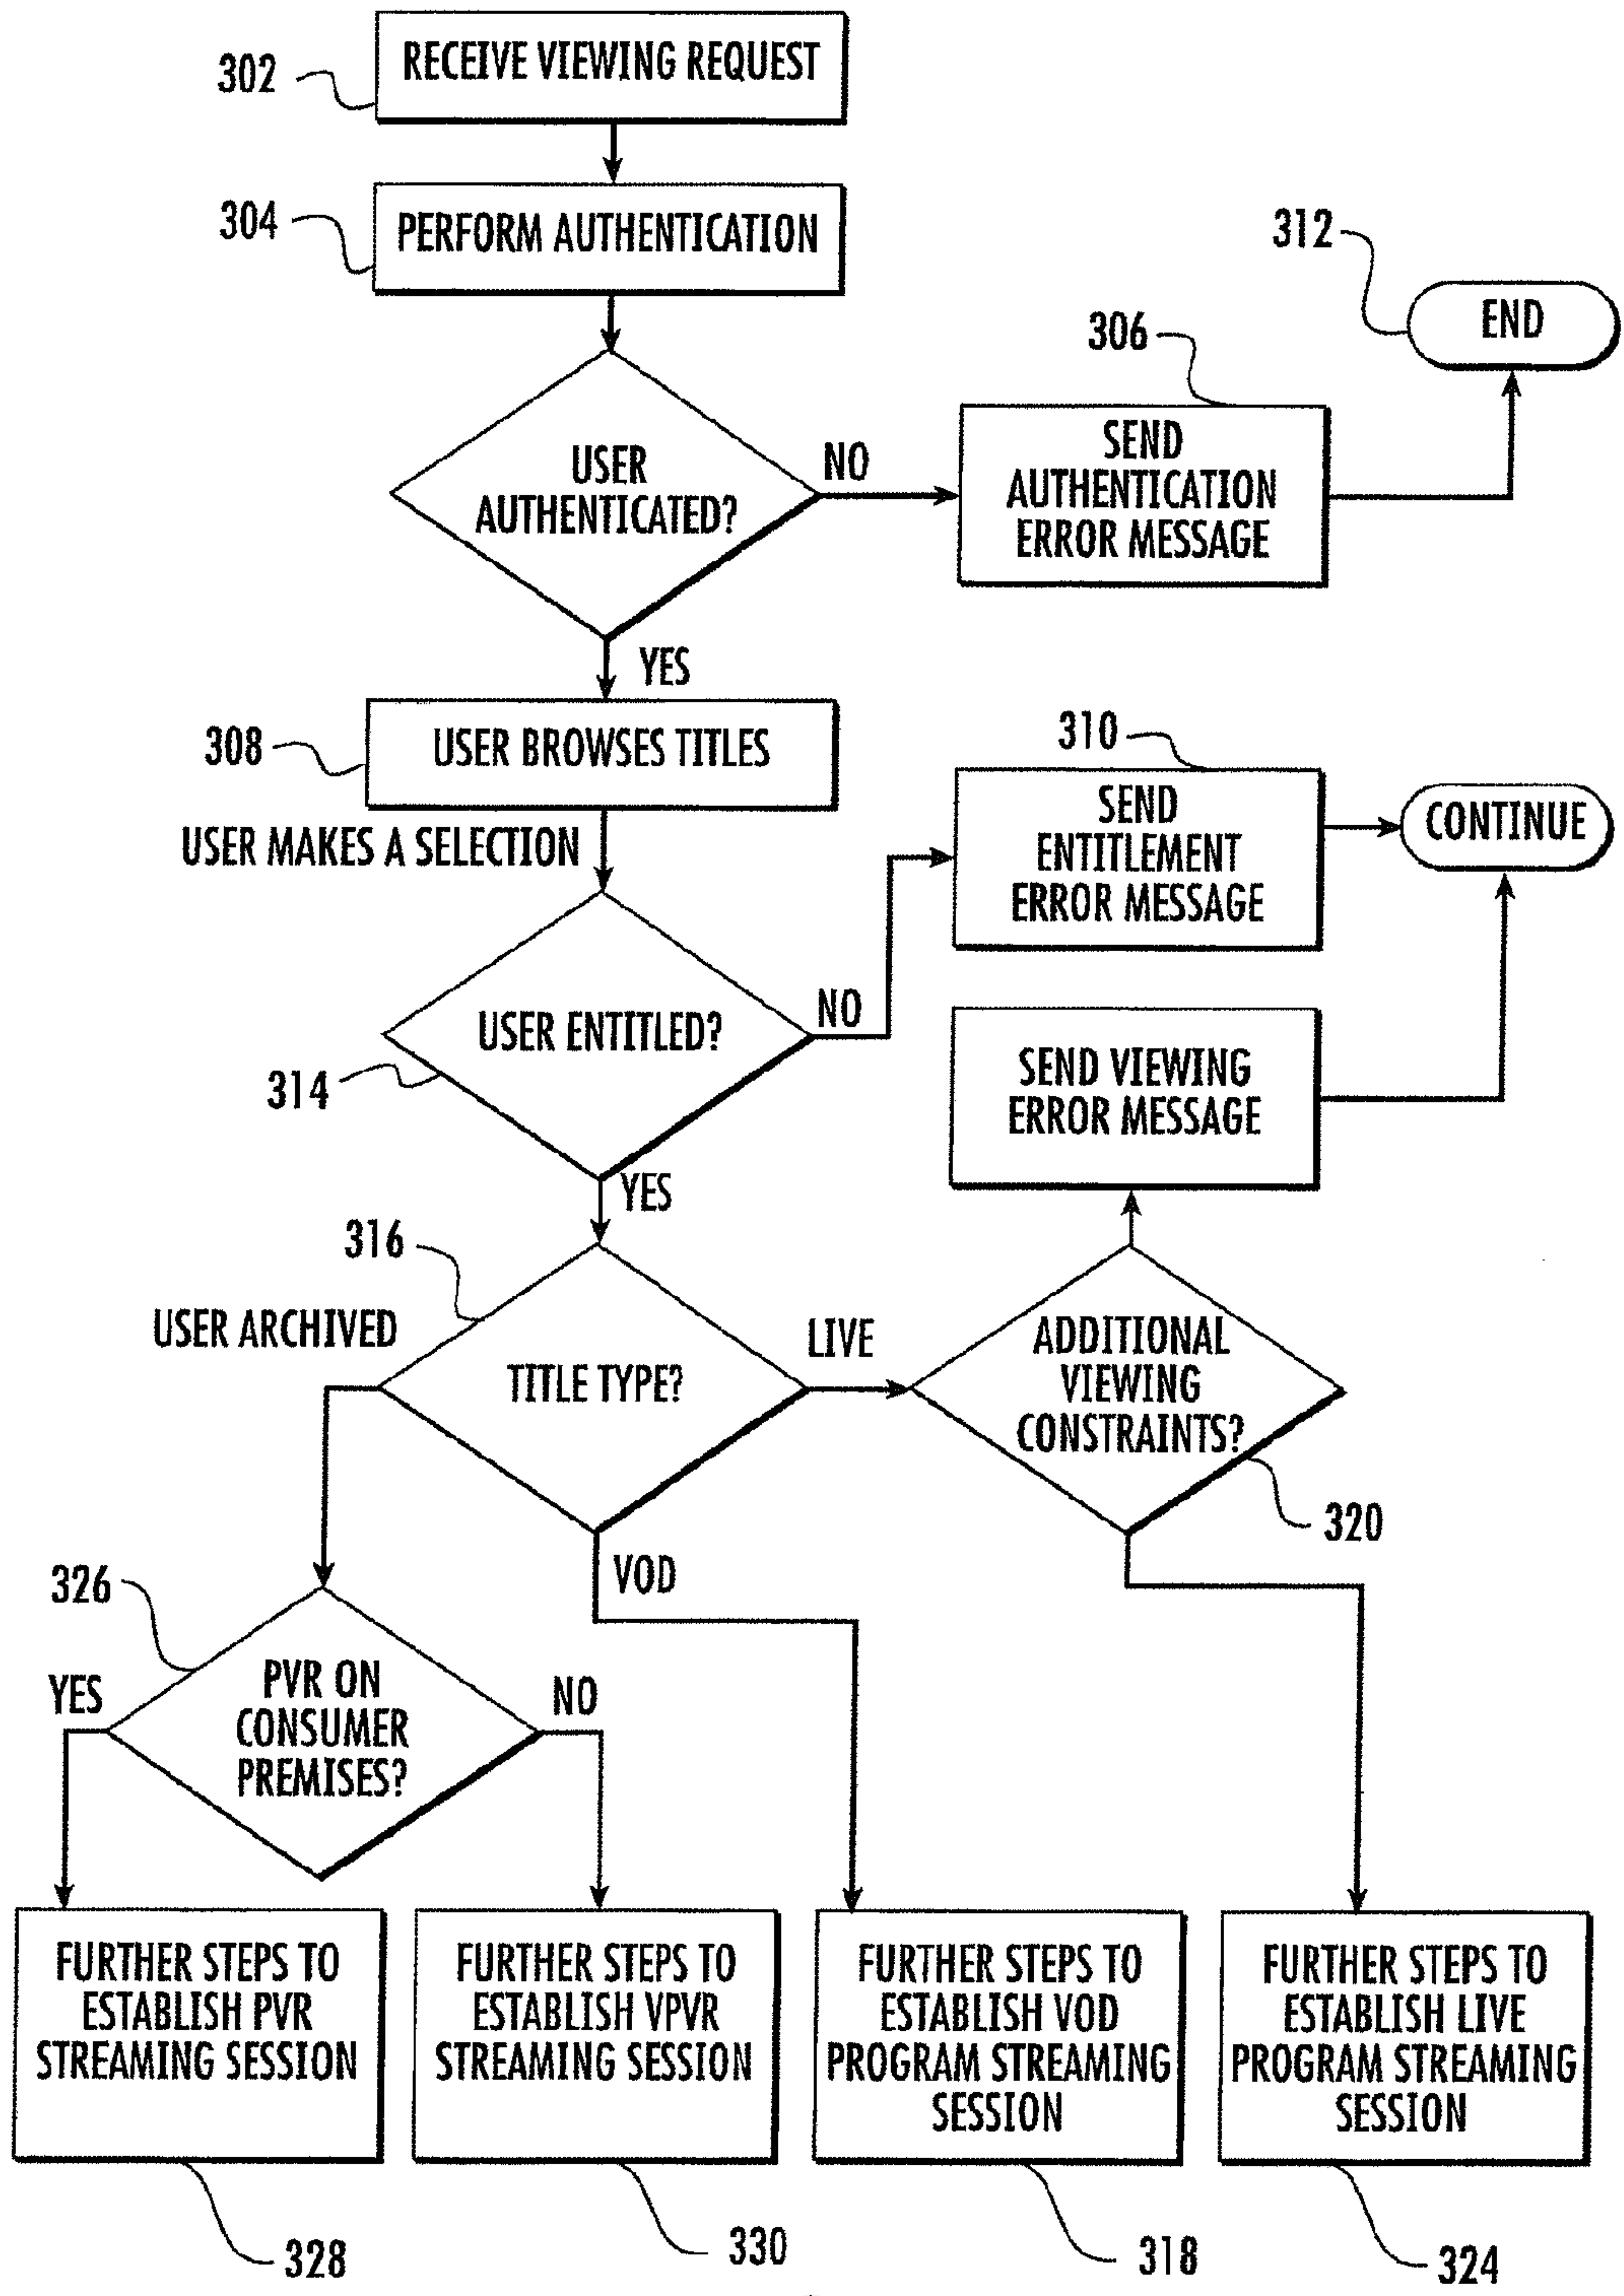 302
RECEIVE VIEWING REQUEST
304
PERFORM AUTHENTICATION
312
END
306
USER
AUTHENTICATED?
NO
SEND
AUTHENTICATION
ERROR MESSAGE
YES
308
USER BROWSES TITLES
310
SEND
ENTITLEMENT
ERROR MESSAGE
CONTINUE
USER MAKES A SELECTION
USER ENTITLED?
NO
314
SEND VIEWING
ERROR MESSAGE
YES
316
USER ARCHIVED
TITLE TYPE?
LIVE
ADDITIONAL
VIEWING
CONSTRAINTS?
320
VOD
326
YES
PVR ON
CONSUMER
PREMISES?
NO
FURTHER STEPS TO
ESTABLISH PVR
STREAMING SESSION
FURTHER STEPS TO
ESTABLISH VPVR
STREAMING SESSION
FURTHER STEPS TO
ESTABLISH VOD
PROGRAM STREAMING
SESSION
FURTHER STEPS TO
ESTABLISH LIVE
PROGRAM STREAMING
SESSION
328
330
318
324